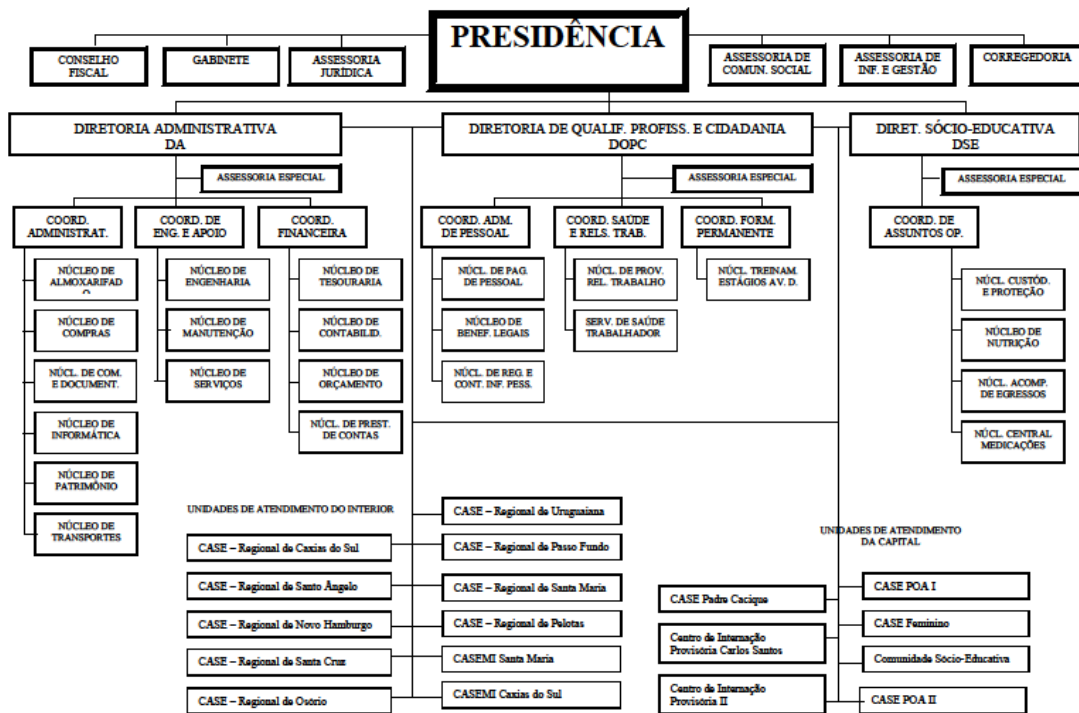 PRESIDÊNCIA
CONSELHO
FISCAL
GABINETE
ASSESSORIA
JURÍDICA
ASSESSORIA DE
COMUN. SOCIAL
ASSESSORIA DE
INF. E GESTÃO
CORREGEDORIA
DIRETORIA ADMINISTRATIVA
DA
DIRETORIA DE QUALIF. PROFISS. E CIDADANIA
DOPC
DIRET. SÓCIO-EDUCATIVA
DSE
ASSESSORIA ESPECIAL
ASSESSORIA ESPECIAL
ASSESSORIA ESPECIAL
COORD.
ADMINISTRAT.
COORD. DE
ENG. E APOIO
COORD.
FINANCEIRA
COORD. ADM.
DE PESSOAL
COORD. SAÚDE
E RELS. TRAB.
COORD. FORM.
PERMANENTE
COORD. DE
ASSUNTOS OP.
NÚCLEO DE
ALMOXARIFAD
O
NÚCLEO DE
COMPRAS
NÚCL. DE COM.
E DOCUMENT.
NÚCLEO DE
INFORMÁTICA
NÚCLEO DE
PATRIMÔNIO
NÚCLEO DE
TRANSPORTES
NÚCLEO DE
ENGENHARIA
NÚCLEO DE
MANUTENÇÃO
NÚCLEO DE
SERVIÇOS
NÚCLEO DE
TESOURARIA
NÚCLEO DE
CONTABILID.
NÚCLEO DE
ORÇAMENTO
NÚCL. DE PREST.
DE CONTAS
NÚCL. DE PAG.
DE PESSOAL
NÚCLEO DE
BENEF. LEGAIS
NÚCL. DE REG. E
CONT. INF. PESS.
NÚCL. DE PROV.
REL. TRABALHO
SERV. DE SAÚDE
TRABALHADOR
NÚCL. TREINAM.
ESTÁGIOS AV. D.
NÚCL. CUSTÓD.
E PROTEÇÃO
NÚCLEO DE
NUTRIÇÃO
NÚCL. ACOMP.
DE EGRESSOS
NÚCL. CENTRAL
MEDICAÇÕES
UNIDADES DE ATENDIMENTO DO INTERIOR
CASE – Regional de Caxias do Sul
CASE – Regional de Santo Ângelo
CASE – Regional de Novo Hamburgo
CASE – Regional de Santa Cruz
CASE – Regional de Osório
CASE – Regional de Uruguaiana
CASE – Regional de Passo Fundo
CASE – Regional de Santa Maria
CASE – Regional de Pelotas
CASEMI Santa Maria
CASEMI Caxias do Sul
UNIDADES DE ATENDIMENTO
DA CAPITAL
CASE Padre Cacique
Centro de Internação
Provisória Carlos Santos
Centro de Internação
Provisória II
CASE POA I
CASE Feminino
Comunidade Sócio-Educativa
CASE POA II